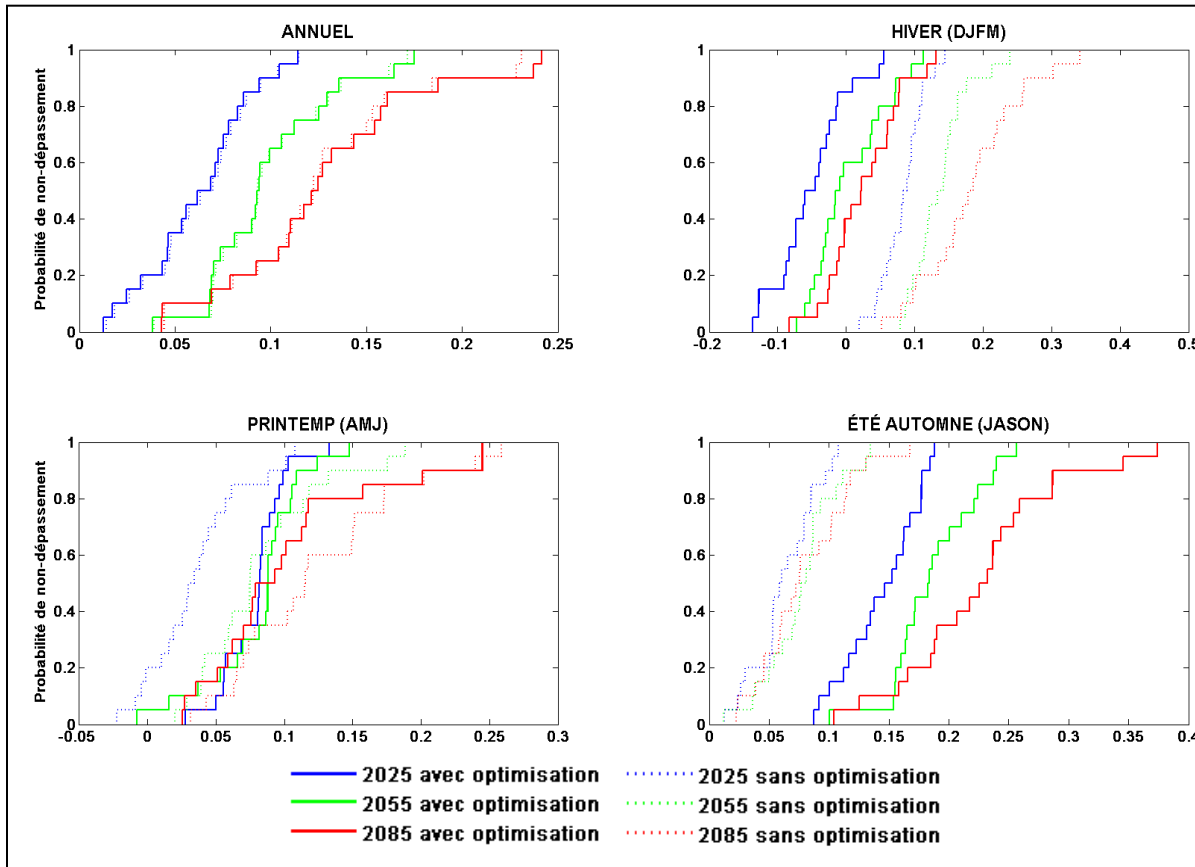 ANNUEL
Probabilité de non-dépassement
1
0.8
0.6
0.4
0.2
0
0 0.05 0.1 0.15 0.2 0.25
HIVER (DJFM)
1
0.8
0.6
0.4
0.2
0
-0.2 -0.1 0 0.1 0.2 0.3 0.4 0.5
PRINTEMP (AMJ)
Probabilité de non-dépassement
1
0.8
0.6
0.4
0.2
0
-0.05 0 0.05 0.1 0.15 0.2 0.25 0.3
ÉTÉ AUTOMNE (JASON)
1
0.8
0.6
0.4
0.2
0
0 0.05 0.1 0.15 0.2 0.25 0.3 0.35 0.4
2025 avec optimisation
2055 avec optimisation
2085 avec optimisation
2025 sans optimisation
2055 sans optimisation
2085 sans optimisation